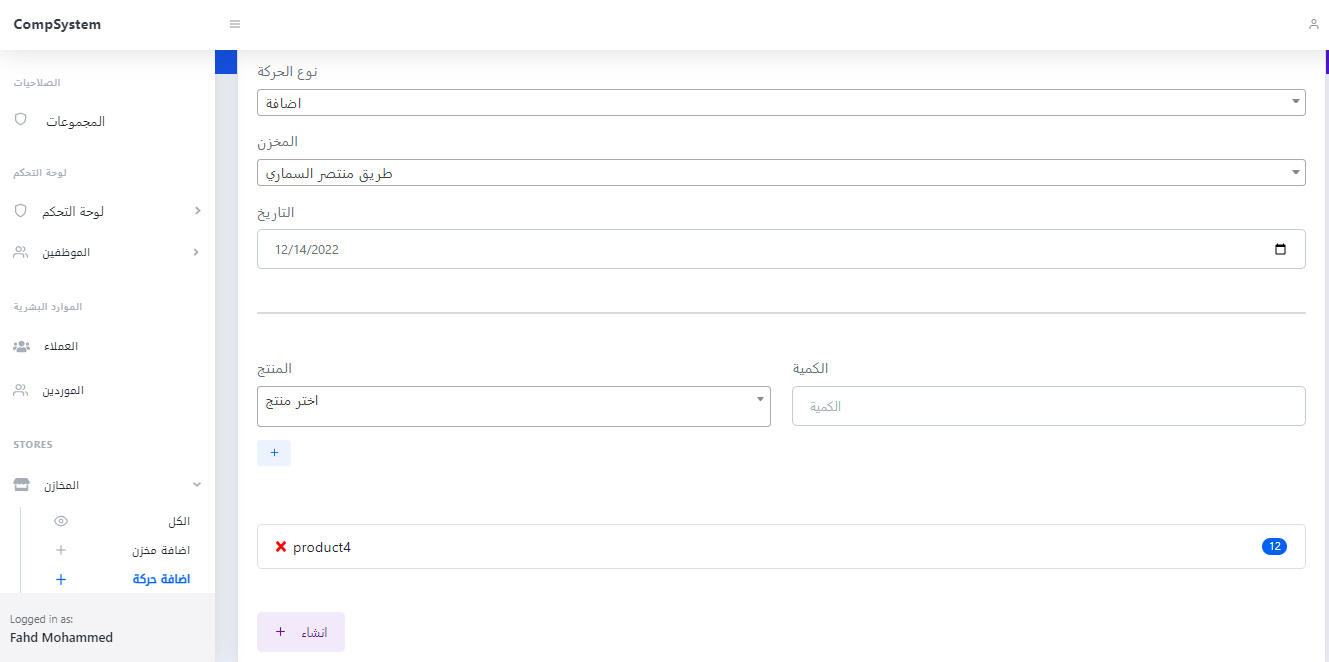 CompSystem
الصلاحيات
المجموعات
لوحة التحكم
لوحة التحكم
الموظفين
الموارد البشرية
العملاء
الموردين
STORES
المخازن
الكل
اضافة مخزن
اضافة حركة
Logged in as:
Fahd Mohammed
نوع الحركة
اضافة
المخزن
طريق منتصر السماري
التاريخ
12/14/2022
المنتج
اختر منتج
الكمية
الكمية
+
product4
12
+ انشاء